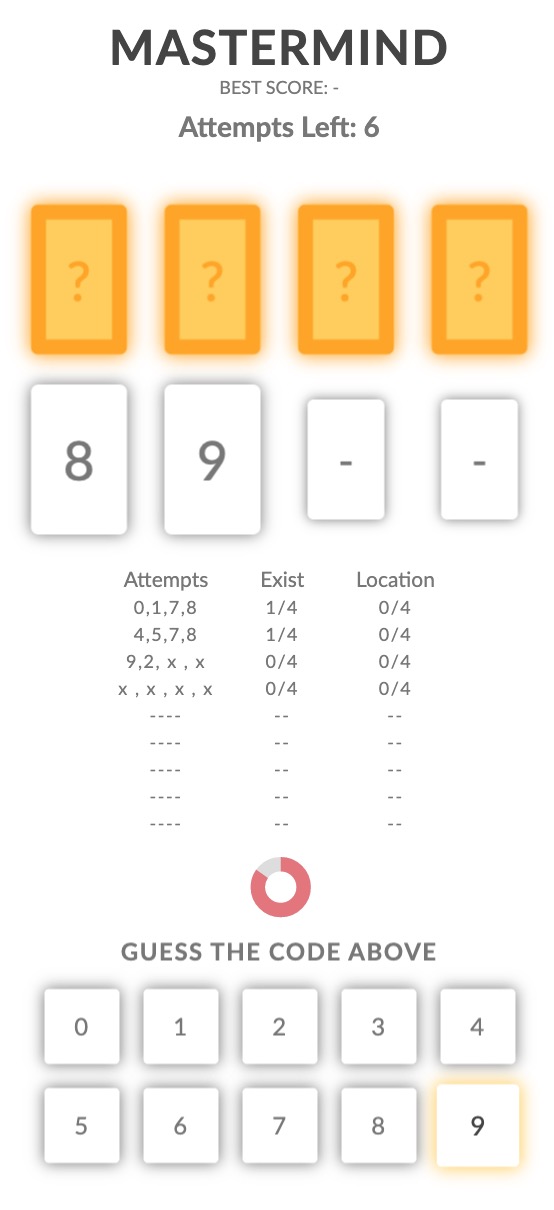 MASTERMIND
BEST SCORE: -
Attempts Left: 6
? ? ? ?
8 9 - -
Attempts Exist Location
0,1,7,8 1/4 0/4
4,5,7,8 1/4 0/4
9,2, x , x 0/4 0/4
x , x , x , x 0/4 0/4
---- -- --
---- -- --
---- -- --
---- -- --
---- -- --
GUESS THE CODE ABOVE
0 1 2 3 4
5 6 7 8 9